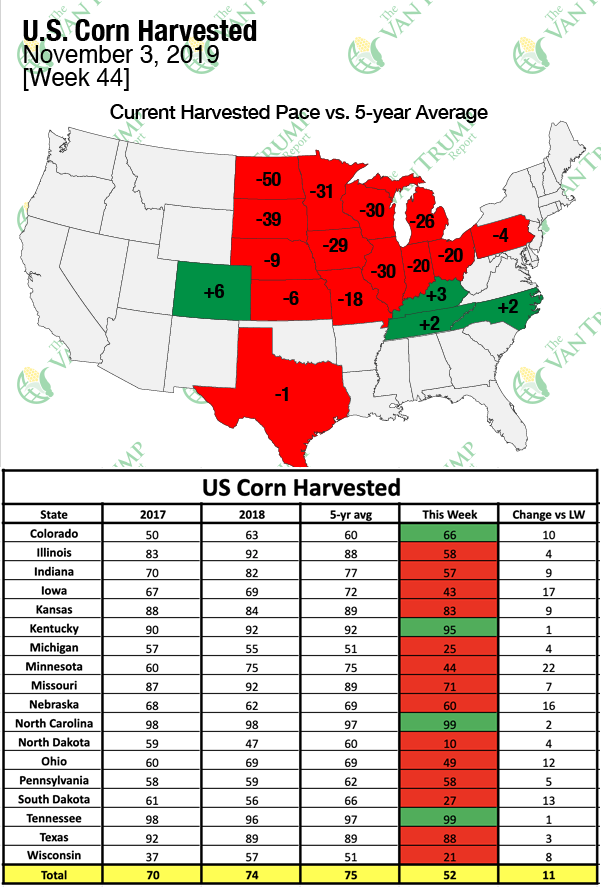 U.S. Corn Harvested
November 3, 2019
[Week 44]
The
VAN TRUMP
Report
Current Harvested Pace vs. 5-year Average
-50
-31
-30
-26
-39
-29
-4
-9
-30
-20
-20
+6
-6
-18
+3
+2
+2
-1
US Corn Harvested
State 2017 2018 5-yr avg This Week Change vs LW
Colorado 50 63 60 66 10
Illinois 83 92 88 58 4
Indiana 70 82 77 57 9
Iowa 67 69 72 43 17
Kansas 88 84 89 83 9
Kentucky 90 92 92 95 1
Michigan 57 55 51 25 4
Minnesota 60 75 75 44 22
Missouri 87 92 89 71 7
Nebraska 68 62 69 60 16
North Carolina 98 98 97 99 2
North Dakota 59 47 60 10 4
Ohio 60 69 69 49 12
Pennsylvania 58 59 62 58 5
South Dakota 61 56 66 27 13
Tennessee 98 96 97 99 1
Texas 92 89 89 88 3
Wisconsin 37 57 51 21 8
Total 70 74 75 52 11